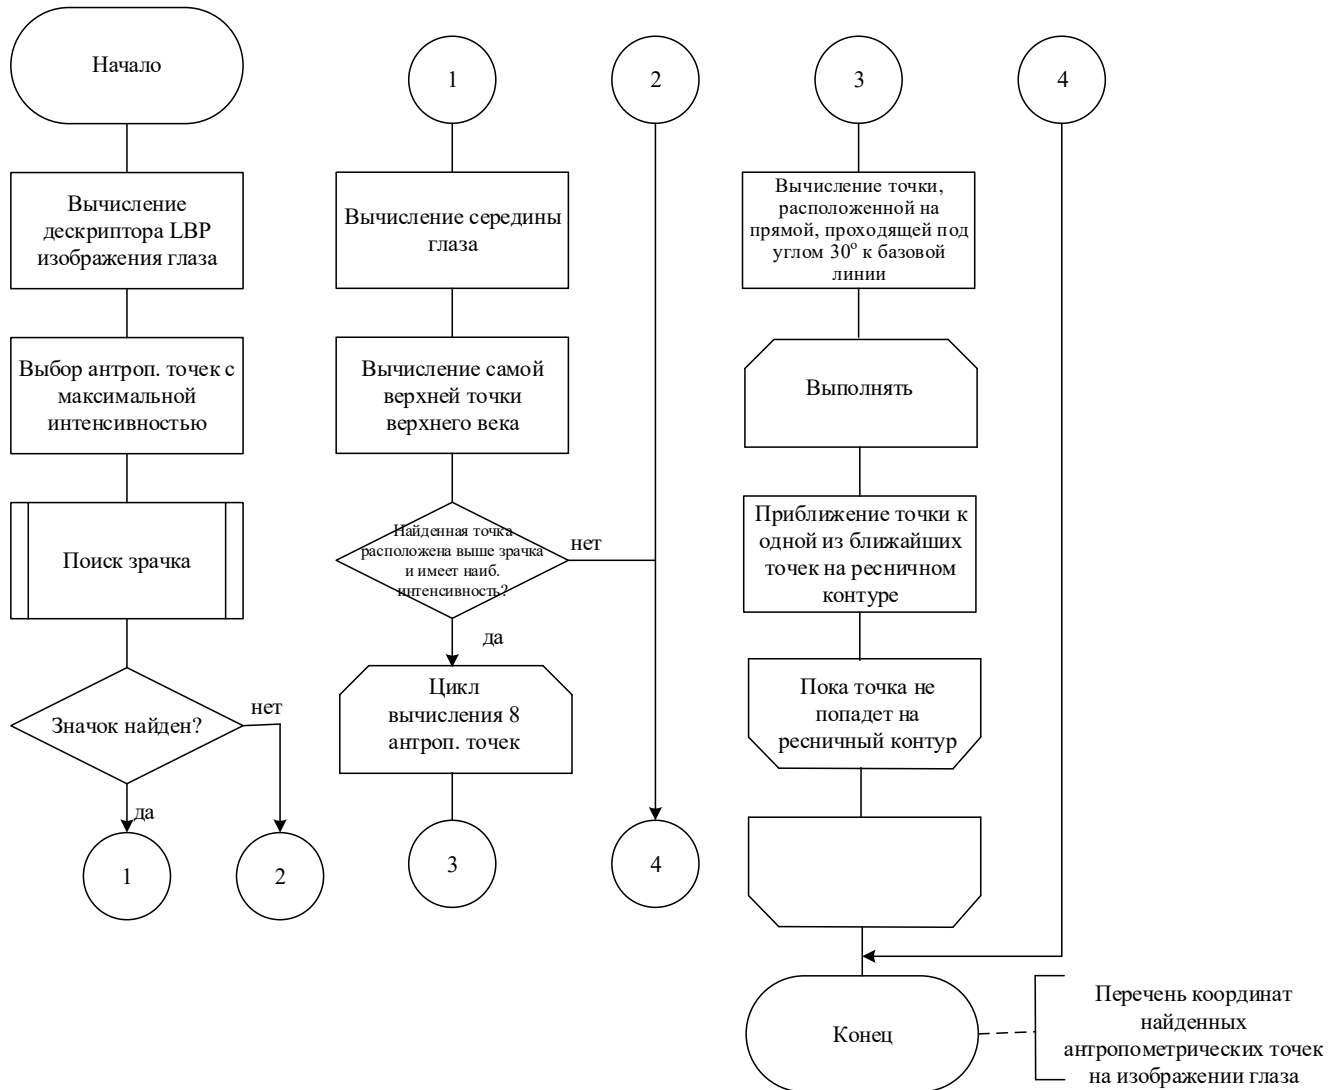 Начало
Вычисление
дескриптора LBP
изображения глаза
Выбор антроп. точек с
максимальной
интенсивностью
Поиск зрачка
Значок найден?
нет
да
1
2
1
Вычисление середины
глаза
Вычисление самой
верхней точки
верхнего века
Найденная точка
расположена выше зрачка
и имеет наиб.
интенсивность?
нет
да
Цикл
вычисления 8
антроп. точек
3
2
4
3
Вычисление точки,
расположенной на
прямой, проходящей под
углом 30° к базовой
линии
Выполнять
Приближение точки к
одной из ближайших
точек на ресничном
контуре
Пока точка не
попадет на
ресничный контур
Конец
4
Перечень координат
найденных
антропометрических точек
на изображении глаза